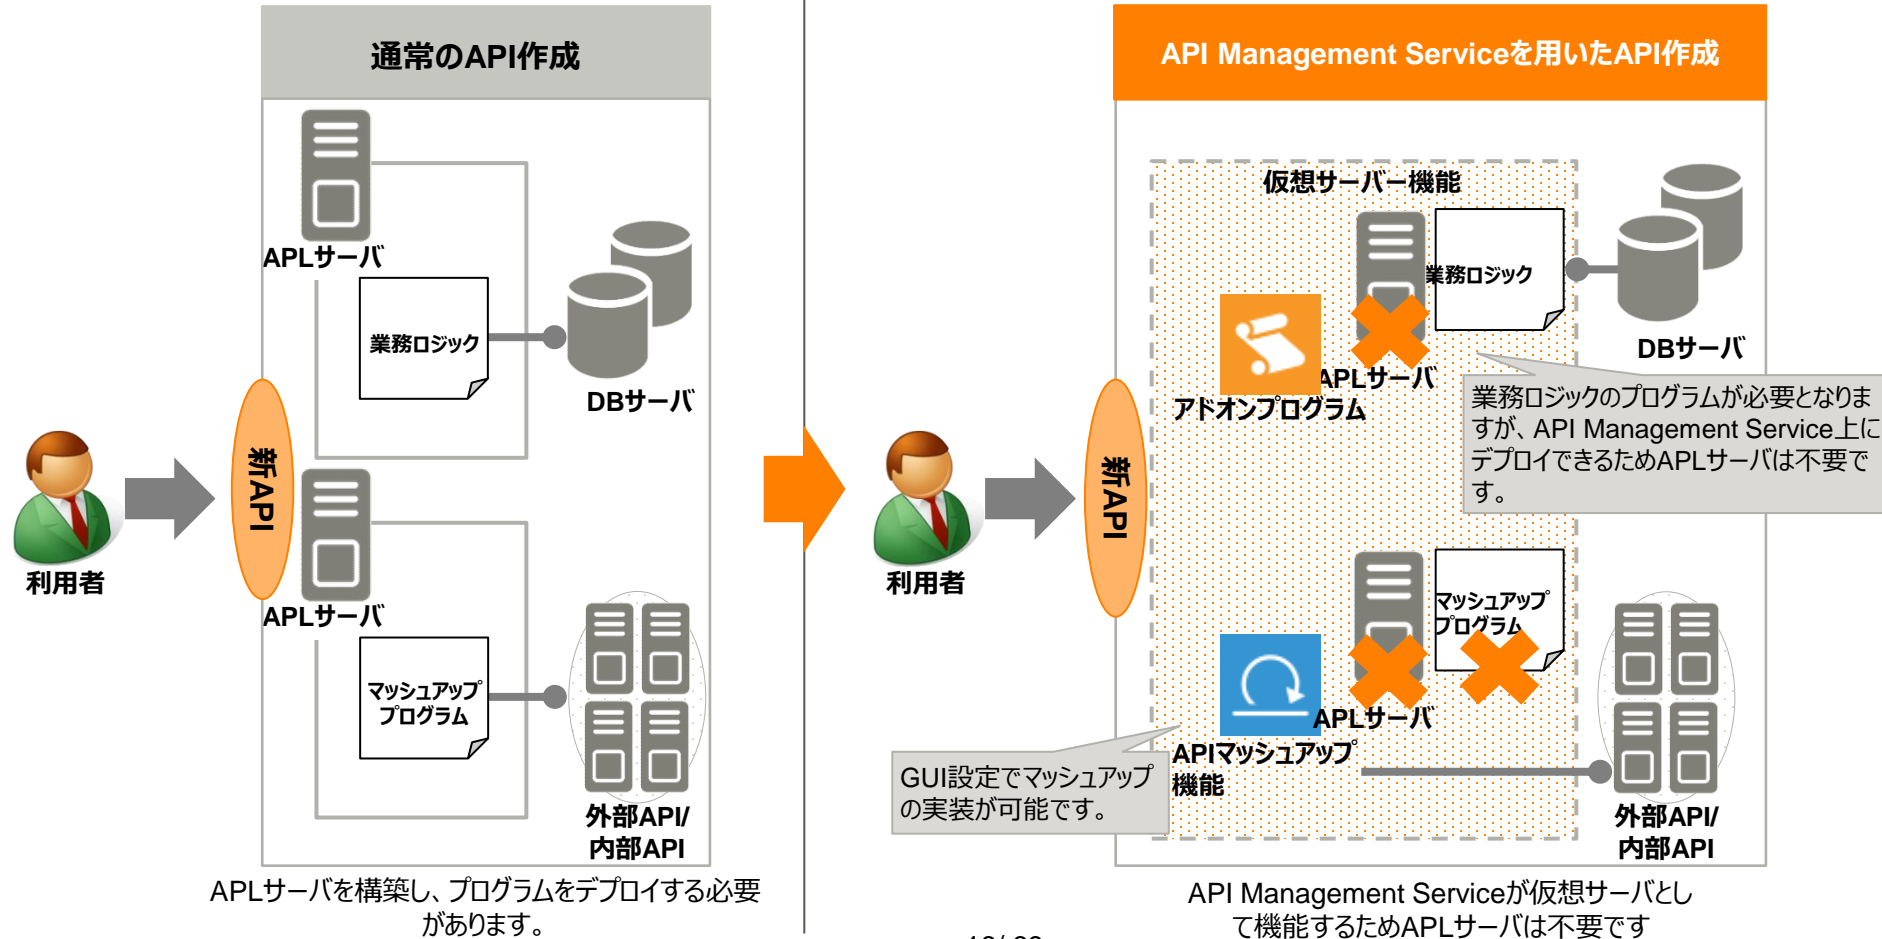 通常のAPI作成
APLサーバ
業務ロジック
DBサーバ
新API
利用者
APLサーバ
マッシュアップ
プログラム
外部API/
内部API
APLサーバを構築し、プログラムをデプロイする必要
があります。
API Management Serviceを用いたAPI作成
仮想サーバー機能
業務ロジック
APLサーバ
アドオンプログラム
DBサーバ
業務ロジックのプログラムが必要となりま
すが、API Management Service上に
デプロイできるためAPLサーバは不要で
す。
新API
利用者
マッシュアップ
プログラム
APLサーバ
APIマッシュアップ
機能
GUI設定でマッシュアップ
の実装が可能です。
外部API/
内部API
API Management Serviceが仮想サーバとし
て機能するためAPLサーバは不要です